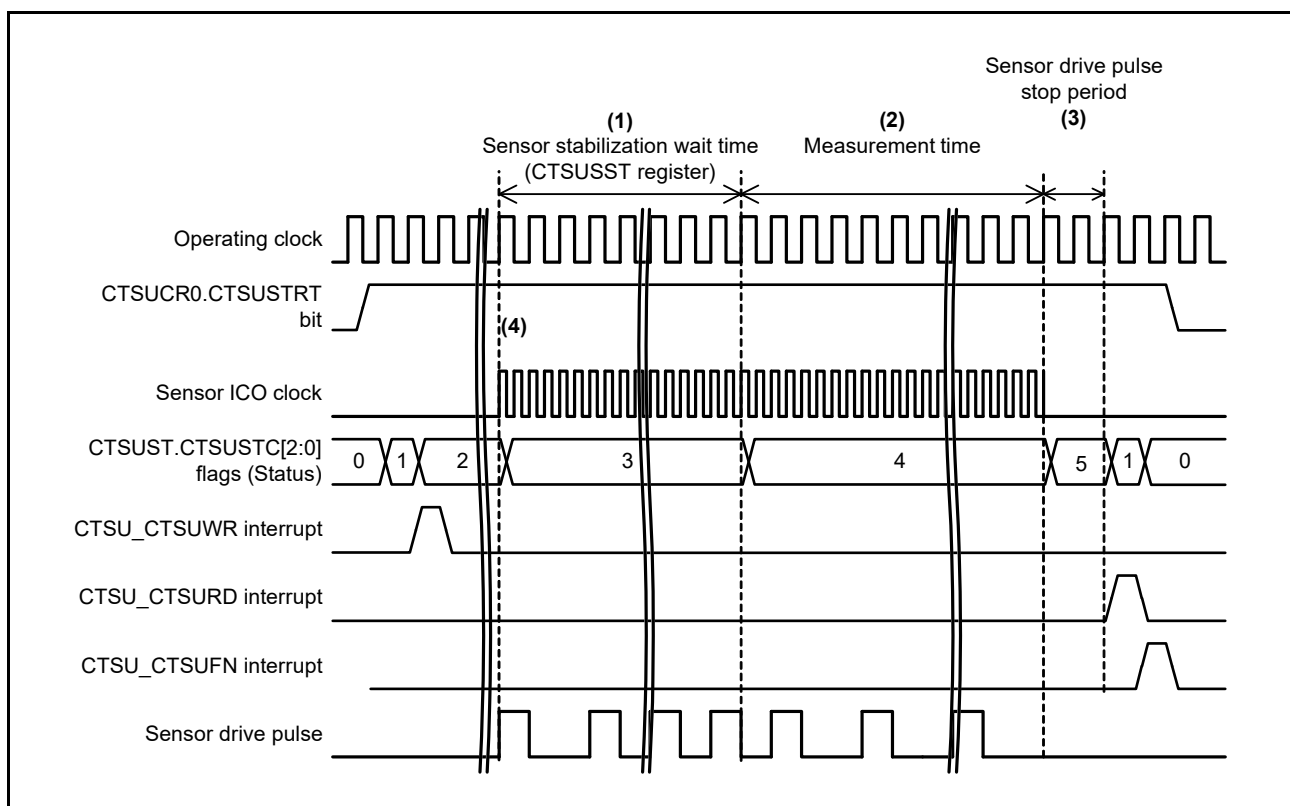 Sensor drive pulse
stop period
(3)
(1)
Sensor stabilization wait time
(CTSUSST register)
(2)
Measurement time
Operating clock
CTSUCR0.CTSUSTRT
bit
(4)
Sensor ICO clock
CTSUST.CTSUSTC[2:0]
flags (Status)
0 1 2 3 4 5 1 0
CTSU_CTSUWR interrupt
CTSU_CTSURD interrupt
CTSU_CTSUFN interrupt
Sensor drive pulse